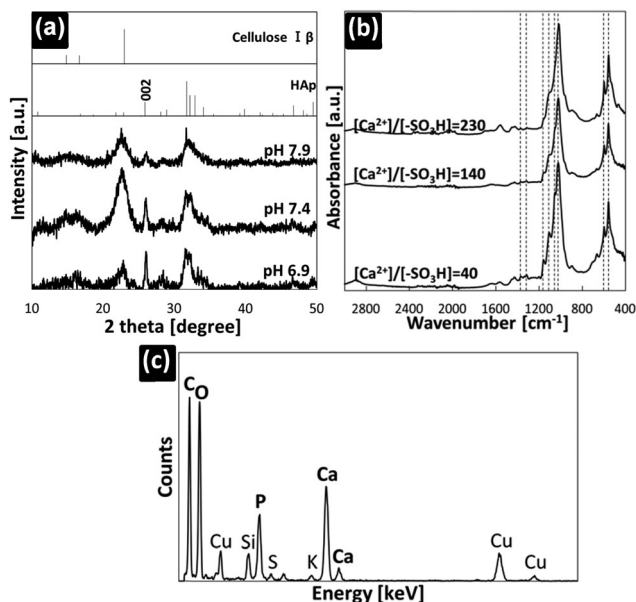 (a)
Cellulose Ⅰ β
HAp
002
pH 7.9
pH 7.4
pH 6.9
Intensity [a.u.]
10 20 30 40 50
2 theta [degree]
(b)
[Ca²⁺]/[-SO₃H]=230
[Ca²⁺]/[-SO₃H]=140
[Ca²⁺]/[-SO₃H]=40
Absorbance [a.u.]
2800 2400 2000 1600 1200 800 400
Wavenumber [cm⁻¹]
(c)
C O
Cu
Si
P
S
K
Ca
Ca
Cu
Cu
Counts
Energy [keV]